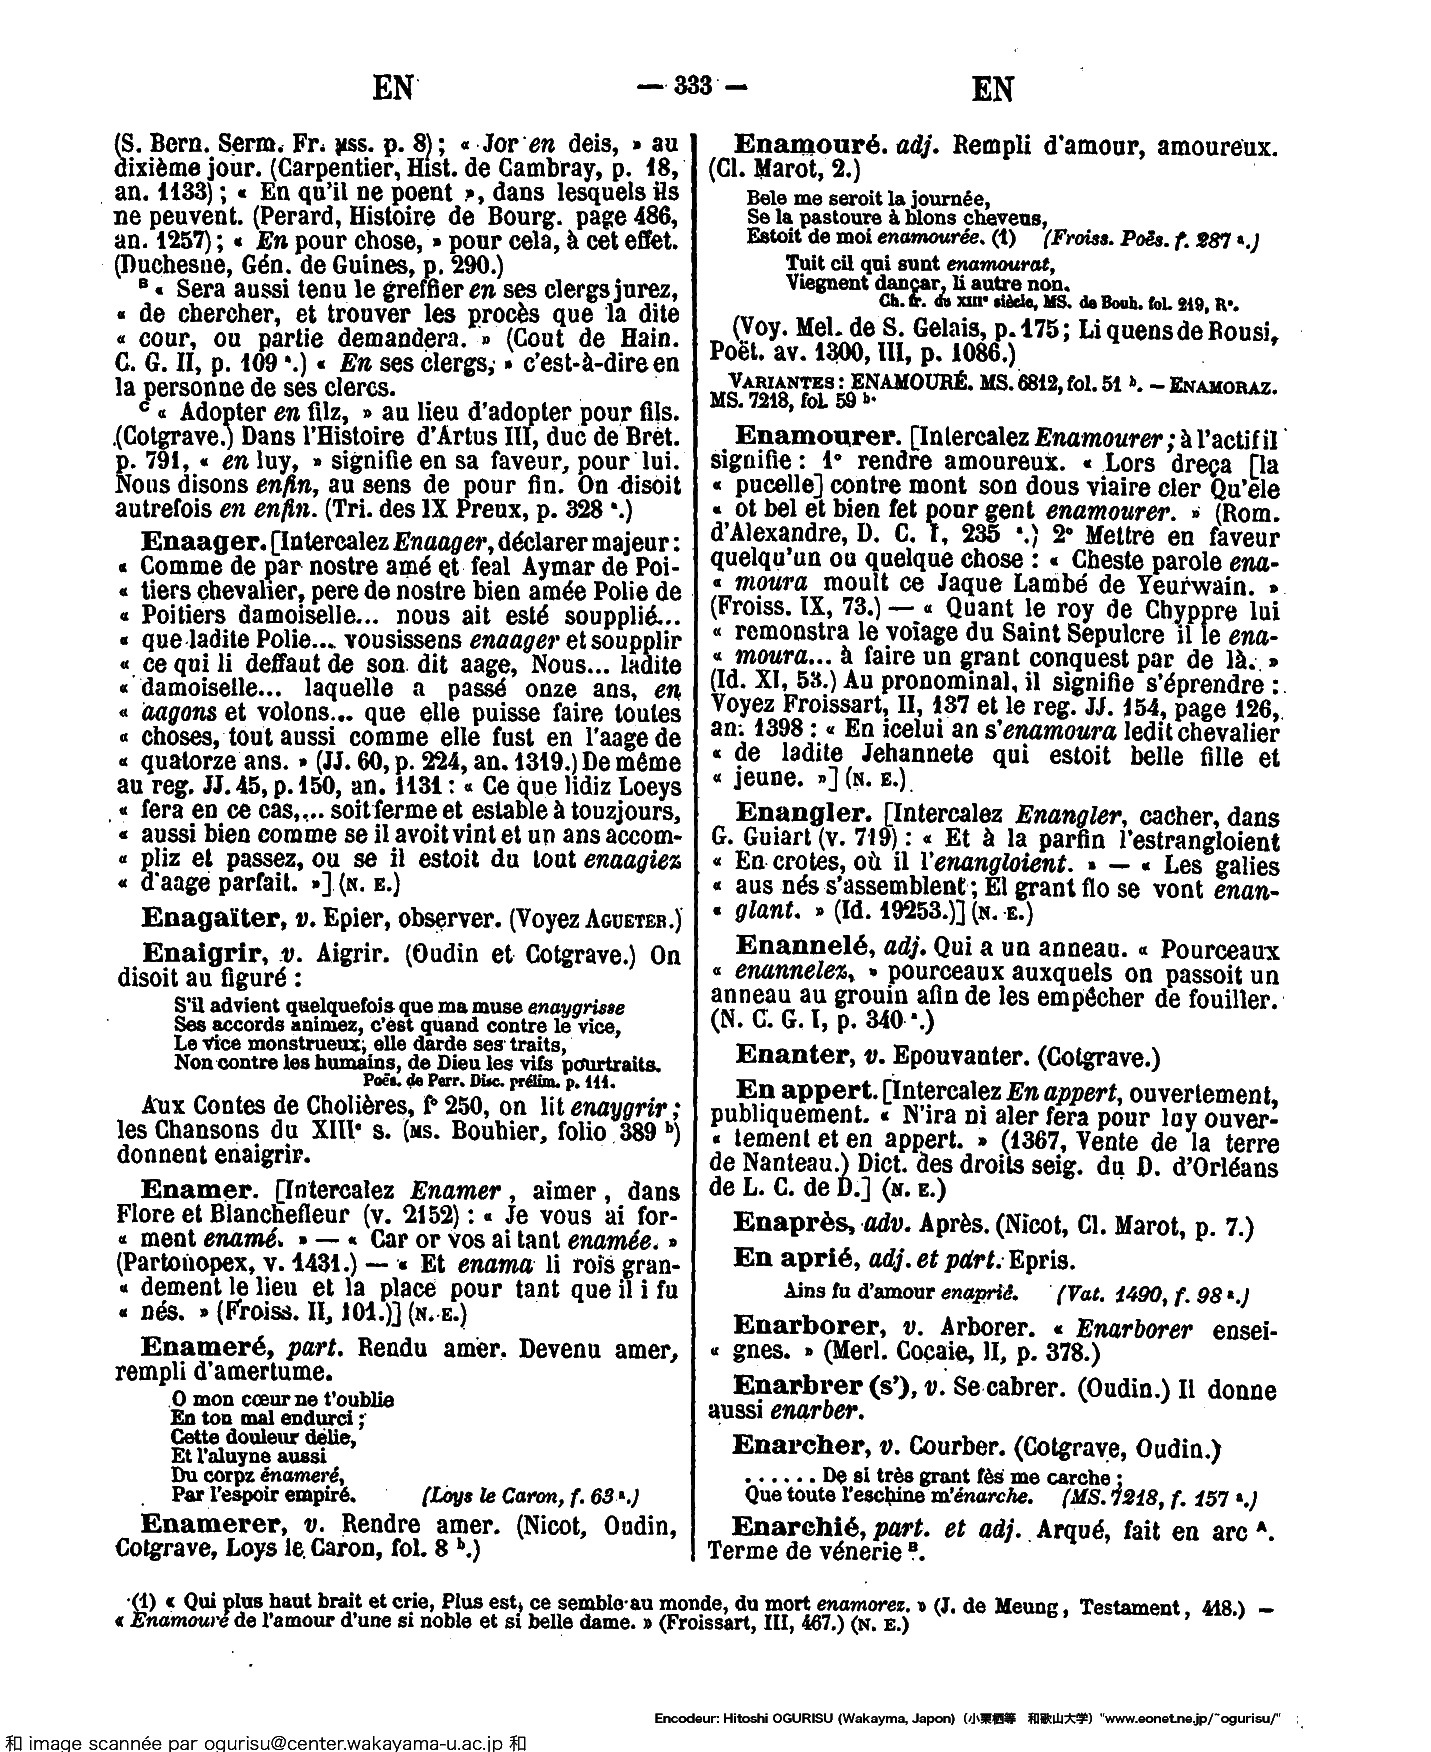 EN — 333 — EN
(S. Bern. Serm. Fr. mss. p. 8); « Jor en deis, » au
dixième jour. (Carpentier, Hist. de Cambray, p. 18,
an. 1133); « En qu'il ne poent », dans lesquels ils
ne peuvent. (Perard, Histoire de Bourg. page 486,
an. 1257); « En pour chose, » pour cela, à cet effet.
(Duchesne, Gén. de Guines, p. 290.)
B « Sera aussi tenu le greffier en ses clergs jurez,
« de chercher, et trouver les procès que la dite
« cour, ou partie demandera. » (Cout de Hain.
C. G. II, p. 109 a.) « En ses clergs, » c'est-à-dire en
la personne de ses clercs.
C « Adopter en filz, » au lieu d'adopter pour fils.
(Cotgrave.) Dans l'Histoire d'Artus III, duc de Bret.
p. 791, « en luy, » signifie en sa faveur, pour lui.
Nous disons enfin, au sens de pour fin. On disoit
autrefois en enfin. (Tri. des IX Preux, p. 328 a.)
Enaager. [Intercalez Enaager, déclarer majeur :
« Comme de par nostre amé et feal Aymar de Poi-
« tiers chevalier, pere de nostre bien amée Polie de
« Poitiers damoiselle... nous ait esté soupplié...
« que ladite Polie... vousissens enaager et soupplir
« ce qui li deffaut de son dit aage, Nous... ladite
« damoiselle... laquelle a passé onze ans, en
« aagons et volons... que elle puisse faire toutes
« choses, tout aussi comme elle fust en l'aage de
« quatorze ans. » (JJ. 60, p. 224, an. 1319.) De même
au reg. JJ. 45, p. 150, an. 1131 : « Ce que lidiz Loeys
« fera en ce cas,... soit ferme et estable à touzjours,
« aussi bien comme se il avoit vint et un ans accom-
« pliz et passez, ou se il estoit du tout enaagiez
« d'aage parfait. »] (N. E.)
Enagaïter, v. Epier, observer. (Voyez AGUETER.)
Enaigrir, v. Aigrir. (Oudin et Cotgrave.) On
disoit au figuré :
S'il advient quelquefois que ma muse enaygrisse
Ses accords animez, c'est quand contre le vice,
Le vice monstrueux, elle darde ses traits,
Non contre les humains, de Dieu les vifs pourtraits.
Poës. de Perr. Disc. prélim. p. iii.
Aux Contes de Cholières, f° 250, on lit enaygrir ;
les Chansons du XIIIe s. (MS. Bouhier, folio 389 b)
donnent enaigrir.
Enamer. [Intercalez Enamer, aimer, dans
Flore et Blanchefleur (v. 2152) : « Je vous ai for-
« ment enamé. » — « Car or vos ai tant enamée. »
(Partonopex, v. 1431.) — « Et enama li rois gran-
« dement le lieu et la place pour tant que il i fu
« nés. » (Froiss. II, 101.)] (N. E.)
Enameré, part. Rendu amer. Devenu amer,
rempli d'amertume.
O mon cœur ne t'oublie
En ton mal endurci ;
Cette douleur délie,
Et l'aluyne aussi
Du corpz énameré,
Par l'espoir empiré. (Loys le Caron, f. 63 a.)
Enamerer, v. Rendre amer. (Nicot, Oudin,
Cotgrave, Loys le Caron, fol. 8 b.)
Enamouré. adj. Rempli d'amour, amoureux.
(Cl. Marot, 2.)
Bele me seroit la journée,
Se la pastoure à blons cheveus,
Estoit de moi enamourée. (1) (Froiss. Poës. f. 287 a.)
Tuit cil qui sunt enamourat,
Viegnent dançar, li autre non.
Ch. fr. du XIIIe siècle, MS. de Bouh. fol. 219, R°.
(Voy. Mel. de S. Gelais, p. 175 ; Li quens de Rousi,
Poët. av. 1300, III, p. 1086.)
VARIANTES : ENAMOURÉ. MS. 6812, fol. 51 b. — ENAMORAZ.
MS. 7218, fol. 59 b.
Enamourer. [Intercalez Enamourer ; à l'actif il
signifie : 1° rendre amoureux. « Lors dreça [la
« pucelle] contre mont son dous viaire cler Qu'ele
« ot bel et bien fet pour gent enamourer. » (Rom.
d'Alexandre, D. C. I, 235 a.) 2° Mettre en faveur
quelqu'un ou quelque chose : « Cheste parole ena-
« moura moult ce Jaque Lambé de Yeurwain. »
(Froiss. IX, 73.) — « Quant le roy de Chyppre lui
« remonstra le voiage du Saint Sepulcre il le ena-
« moura... à faire un grant conquest par de là. »
(Id. XI, 53.) Au pronominal, il signifie s'éprendre :
Voyez Froissart, II, 137 et le reg. JJ. 154, page 126,
an. 1398 : « En icelui an s'enamoura ledit chevalier
« de ladite Jehannete qui estoit belle fille et
« jeune. »] (N. E.)
Enangler. [Intercalez Enangler, cacher, dans
G. Guiart (v. 719) : « Et à la parfin l'estrangloient
« En crotes, où il l'enangloient. » — « Les galies
« aus nés s'assemblent ; El grant flo se vont enan-
« glant. » (Id. 19253.)] (N. E.)
Enannelé, adj. Qui a un anneau. « Pourceaux
« enannelez, » pourceaux auxquels on passoit un
anneau au grouin afin de les empêcher de fouiller.
(N. C. G. I, p. 340 a.)
Enanter, v. Epouvanter. (Cotgrave.)
En appert. [Intercalez En appert, ouvertement,
publiquement. « N'ira ni aler fera pour luy ouver-
« tement et en appert. » (1367, Vente de la terre
de Nanteau.) Dict. des droits seig. du D. d'Orléans
de L. C. de D.] (N. E.)
Enaprès, adv. Après. (Nicot, Cl. Marot, p. 7.)
En aprié, adj. et part. Epris.
Ains fu d'amour enaprié. (Vat. 1490, f. 98 a.)
Enarborer, v. Arborer. « Enarborer ensei-
« gnes. » (Merl. Cocaie, II, p. 378.)
Enarbrer (s'), v. Se cabrer. (Oudin.) Il donne
aussi enarber.
Enarcher, v. Courber. (Cotgrave, Oudin.)
...... De si très grant fès me carche ;
Que toute l'eschine m'énarche. (MS. 7218, f. 157 a.)
Enarchié, part. et adj. Arqué, fait en arc A.
Terme de vénerie B.
(1) « Qui plus haut brait et crie, Plus est, ce semble au monde, du mort enamorez. » (J. de Meung, Testament, 418.) —
« Enamouré de l'amour d'une si noble et si belle dame. » (Froissart, III, 467.) (N. E.)
Encodeur: Hitoshi OGURISU (Wakayma, Japon) (小栗栖等 和歌山大学) "www.eonet.ne.jp/~ogurisu/"
和 image scannée par ogurisu@center.wakayama-u.ac.jp 和